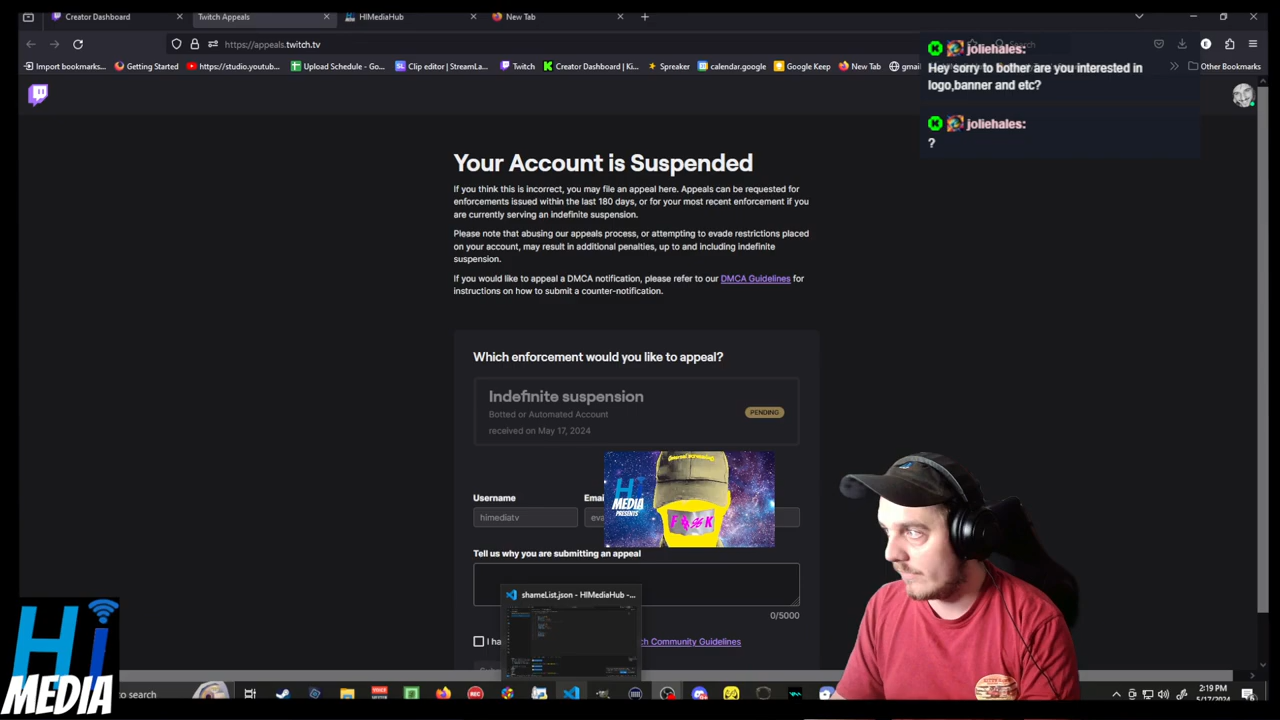 Creator Dashboard
Twitch Appeals
HIMediaHub
New Tab
https://appeals.twitch.tv
Search
Import bookmarks...
Getting Started
https://studio.youtub...
Upload Schedule - Go...
Clip editor | StreamLa...
Twitch
Creator Dashboard | Ki...
Spreaker
calendar.google
Google Keep
New Tab
Other Bookmarks
joliehales:
Hey sorry to bother are you interested in
logo,banner and etc?
joliehales:
?
Your Account is Suspended
If you think this is incorrect, you may file an appeal here. Appeals can be requested for
enforcements issued within the last 180 days, or for your most recent enforcement if you
are currently serving an indefinite suspension.
Please note that abusing our appeals process, or attempting to evade restrictions placed
on your account, may result in additional penalties, up to and including indefinite
suspension.
If you would like to appeal a DMCA notification, please refer to our DMCA Guidelines for
instructions on how to submit a counter-notification.
Which enforcement would you like to appeal?
Indefinite suspension
Botted or Automated Account
received on May 17, 2024
PENDING
Username
himediatv
Hi
MEDIA
PRESENTS
Tell us why you are submitting an appeal
0/5000
shameList.json - HIMediaHub -...
Community Guidelines
Hi
MEDIA
to search
2:19 PM
5/17/2024